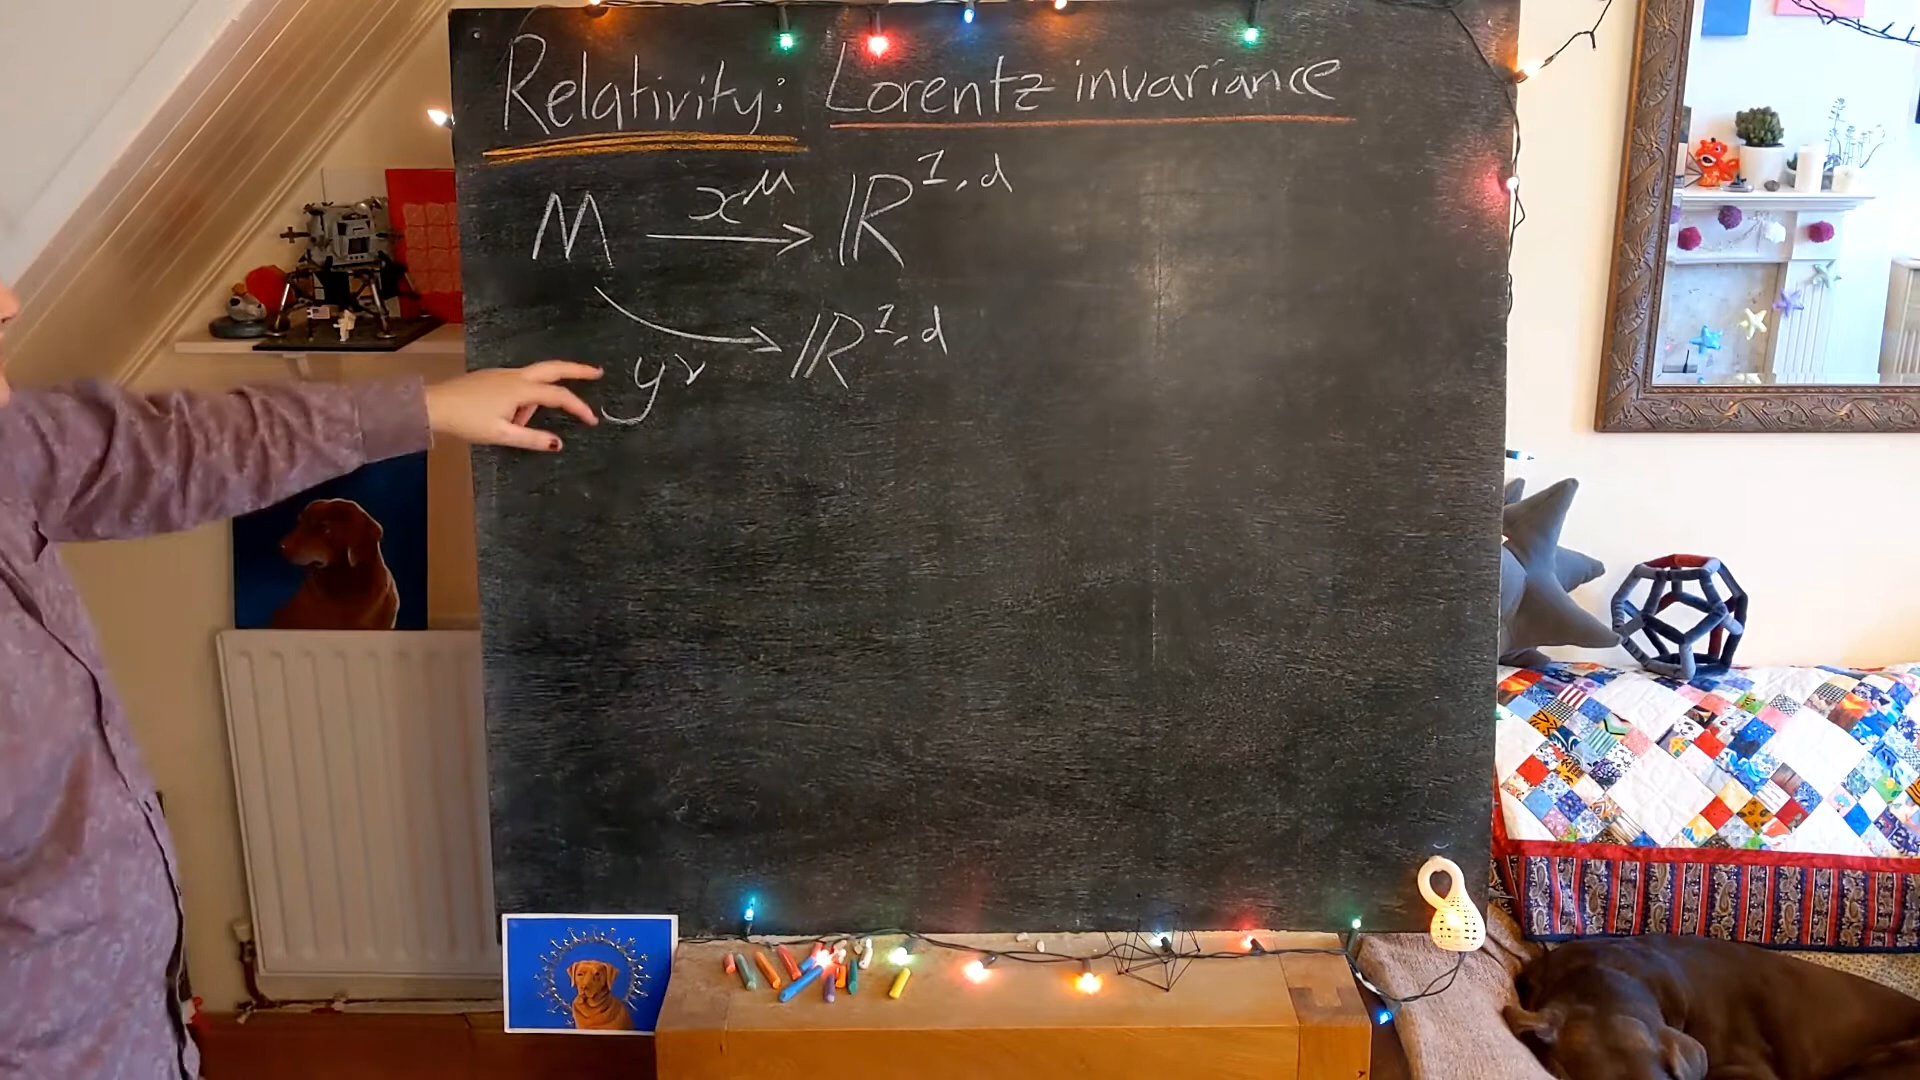 Relativity: Lorentz invariance
M x^μ → ℝ^1,d
y^ν → ℝ^1,d